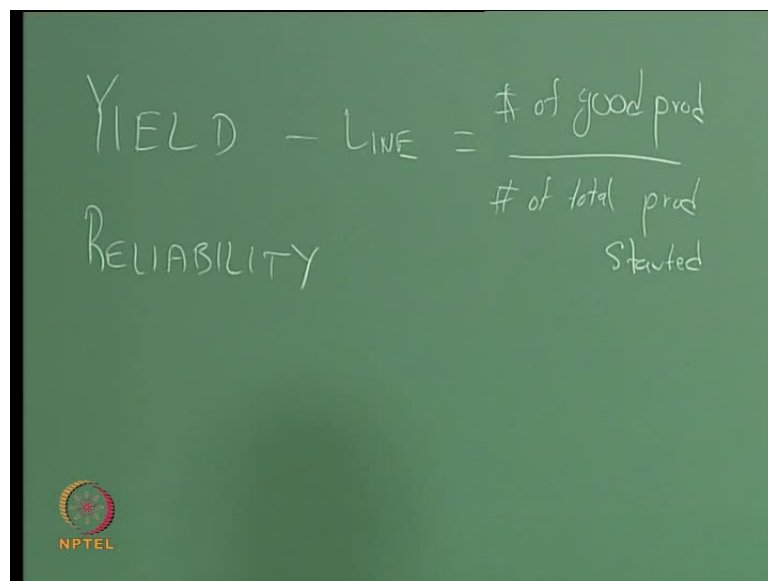 YIELD - LINE = # of good prod
# of total prod
started
RELIABILITY
NPTEL